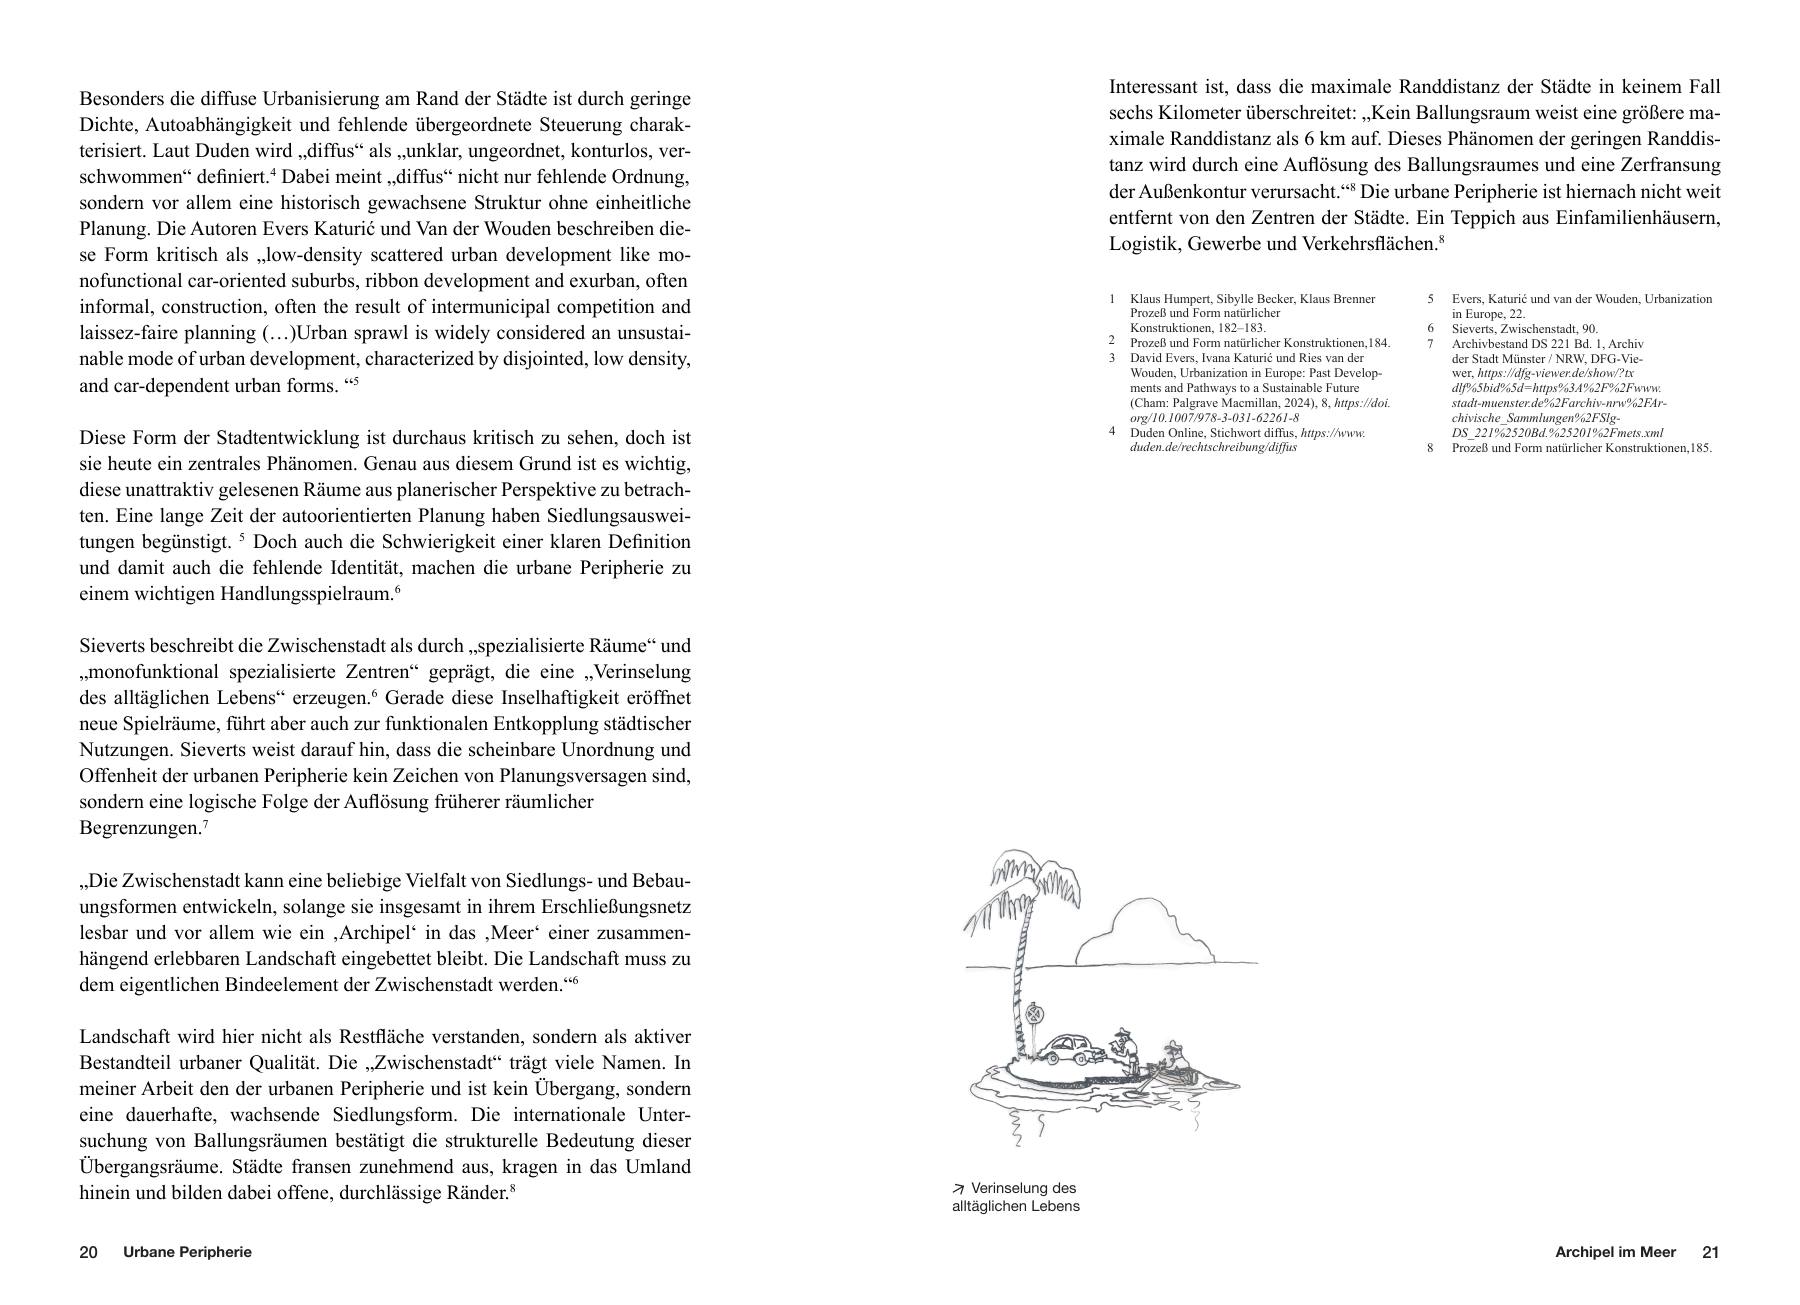 Besonders die diffuse Urbanisierung am Rand der Städte ist durch geringe
Dichte, Autoabhängigkeit und fehlende übergeordnete Steuerung charak-
terisiert. Laut Duden wird „diffus“ als „unklar, ungeordnet, konturlos, ver-
schwommen“ definiert.4 Dabei meint „diffus“ nicht nur fehlende Ordnung,
sondern vor allem eine historisch gewachsene Struktur ohne einheitliche
Planung. Die Autoren Evers Katurić und Van der Wouden beschreiben die-
se Form kritisch als „low-density scattered urban development like mo-
nofunctional car-oriented suburbs, ribbon development and exurban, often
informal, construction, often the result of intermunicipal competition and
laissez-faire planning (…)Urban sprawl is widely considered an unsustai-
nable mode of urban development, characterized by disjointed, low density,
and car-dependent urban forms. “5
Diese Form der Stadtentwicklung ist durchaus kritisch zu sehen, doch ist
sie heute ein zentrales Phänomen. Genau aus diesem Grund ist es wichtig,
diese unattraktiv gelesenen Räume aus planerischer Perspektive zu betrach-
ten. Eine lange Zeit der autoorientierten Planung haben Siedlungsauswei-
tungen begünstigt. 5 Doch auch die Schwierigkeit einer klaren Definition
und damit auch die fehlende Identität, machen die urbane Peripherie zu
einem wichtigen Handlungsspielraum.6
Sieverts beschreibt die Zwischenstadt als durch „spezialisierte Räume“ und
„monofunktional spezialisierte Zentren“ geprägt, die eine „Verinselung
des alltäglichen Lebens“ erzeugen.6 Gerade diese Inselhaftigkeit eröffnet
neue Spielräume, führt aber auch zur funktionalen Entkopplung städtischer
Nutzungen. Sieverts weist darauf hin, dass die scheinbare Unordnung und
Offenheit der urbanen Peripherie kein Zeichen von Planungsversagen sind,
sondern eine logische Folge der Auflösung früherer räumlicher
Begrenzungen.7
„Die Zwischenstadt kann eine beliebige Vielfalt von Siedlungs- und Bebau-
ungsformen entwickeln, solange sie insgesamt in ihrem Erschließungsnetz
lesbar und vor allem wie ein ‚Archipel‘ in das ‚Meer‘ einer zusammen-
hängend erlebbaren Landschaft eingebettet bleibt. Die Landschaft muss zu
dem eigentlichen Bindeelement der Zwischenstadt werden.“6
Landschaft wird hier nicht als Restfläche verstanden, sondern als aktiver
Bestandteil urbaner Qualität. Die „Zwischenstadt“ trägt viele Namen. In
meiner Arbeit den der urbanen Peripherie und ist kein Übergang, sondern
eine dauerhafte, wachsende Siedlungsform. Die internationale Unter-
suchung von Ballungsräumen bestätigt die strukturelle Bedeutung dieser
Übergangsräume. Städte fransen zunehmend aus, kragen in das Umland
hinein und bilden dabei offene, durchlässige Ränder.8
20 Urbane Peripherie
Interessant ist, dass die maximale Randdistanz der Städte in keinem Fall
sechs Kilometer überschreitet: „Kein Ballungsraum weist eine größere ma-
ximale Randdistanz als 6 km auf. Dieses Phänomen der geringen Randdis-
tanz wird durch eine Auflösung des Ballungsraumes und eine Zerfransung
der Außenkontur verursacht.“8 Die urbane Peripherie ist hiernach nicht weit
entfernt von den Zentren der Städte. Ein Teppich aus Einfamilienhäusern,
Logistik, Gewerbe und Verkehrsflächen.8
1 Klaus Humpert, Sibylle Becker, Klaus Brenner
Prozeß und Form natürlicher
Konstruktionen, 182–183.
2 Prozeß und Form natürlicher Konstruktionen,184.
3 David Evers, Ivana Katurić und Ries van der
Wouden, Urbanization in Europe: Past Develop-
ments and Pathways to a Sustainable Future
(Cham: Palgrave Macmillan, 2024), 8, https://doi.
org/10.1007/978-3-031-62261-8
4 Duden Online, Stichwort diffus, https://www.
duden.de/rechtschreibung/diffus
5 Evers, Katurić und van der Wouden, Urbanization
in Europe, 22.
6 Sieverts, Zwischenstadt, 90.
7 Archivbestand DS 221 Bd. 1, Archiv
der Stadt Münster / NRW, DFG-Vie-
wer, https://dfg-viewer.de/show/?tx
dlf%5bid%5d=https%3A%2F%2Fwww.
stadt-muenster.de%2Farchiv-nrw%2FAr-
chivische_Sammlungen%2FSlg-
DS_221%2520Bd.%25201%2Fmets.xml
8 Prozeß und Form natürlicher Konstruktionen,185.
↗ Verinselung des
alltäglichen Lebens
Archipel im Meer 21